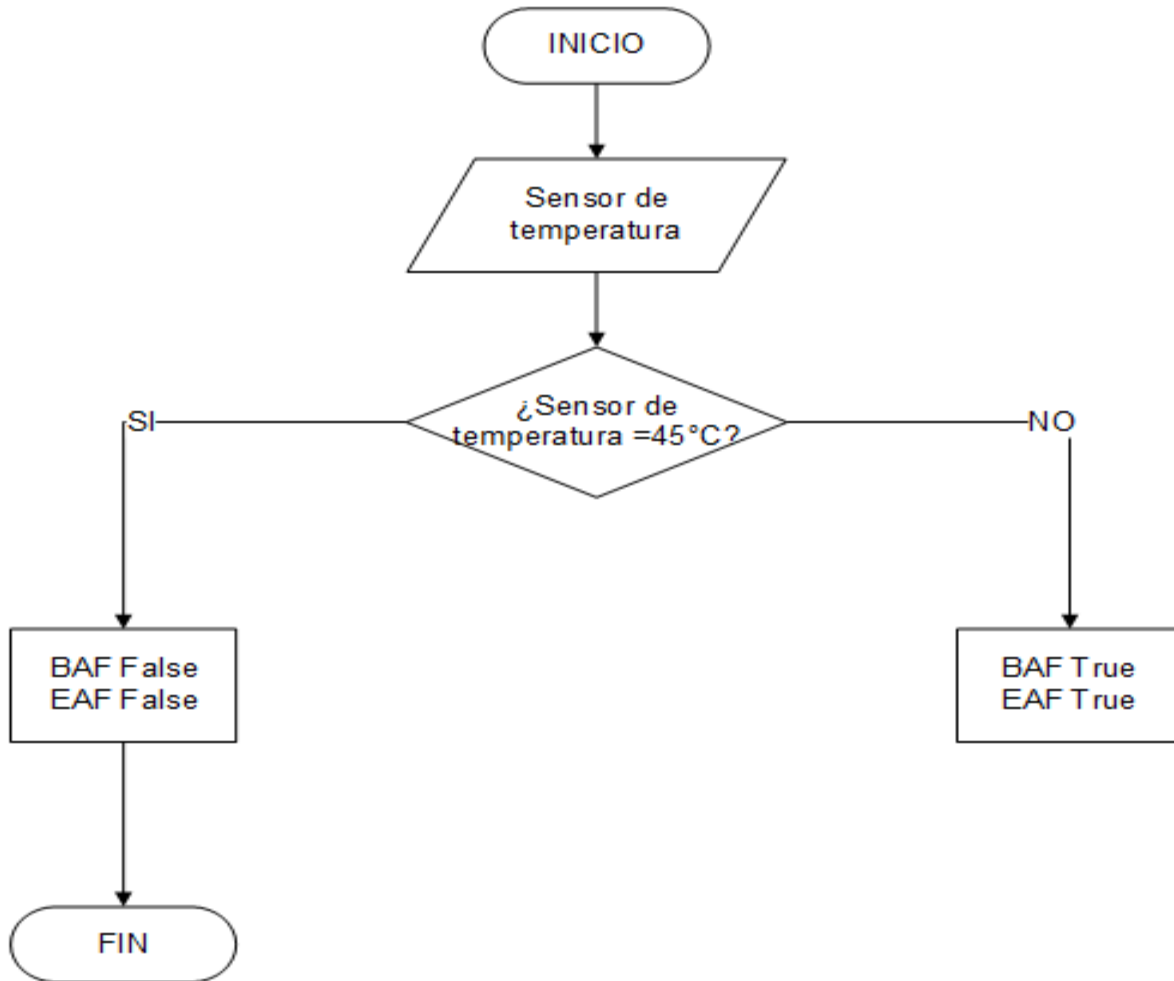 INICIO
Sensor de
temperatura
¿Sensor de
temperatura =45°C?
SI
NO
BAF False
EAF False
BAF True
EAF True
FIN